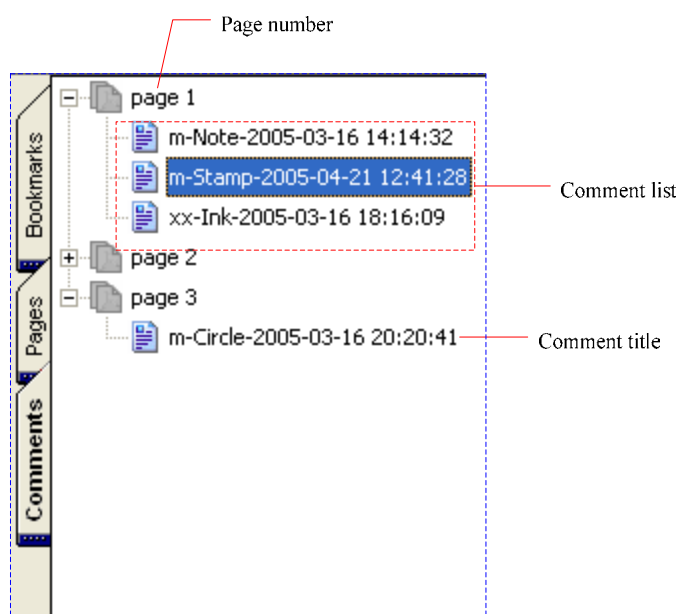 Page number
page 1
m-Note-2005-03-16 14:14:32
m-Stamp-2005-04-21 12:41:28
Comment list
xx-Ink-2005-03-16 18:16:09
page 2
page 3
m-Circle-2005-03-16 20:20:41
Comment title
Bookmarks
Pages
Comments